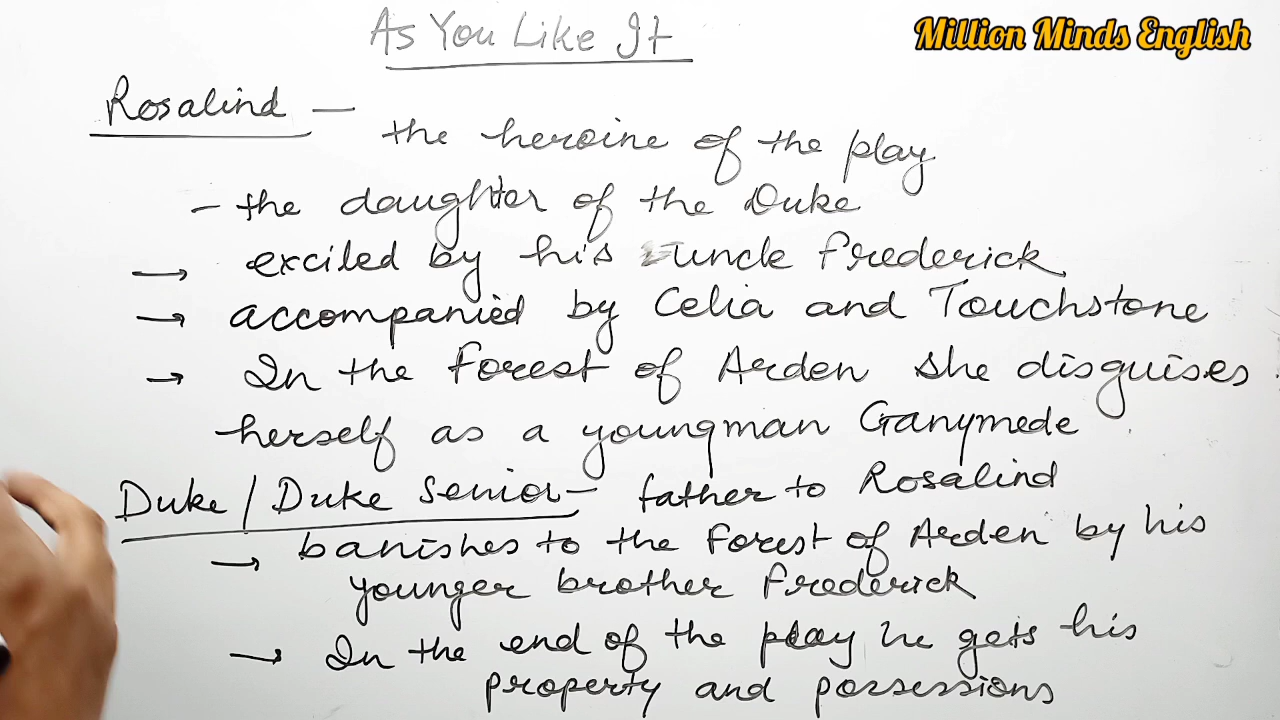 As You Like It
Million Minds English
Rosalind —
the heroine of the play
- the daughter of the Duke
→ exciled by his uncle Frederick
→ accompanied by Celia and Touchstone
→ In the Forest of Arden she disguises
herself as a youngman Ganymede
Duke / Duke Senior - father to Rosalind
→ banishes to the Forest of Arden by his
younger brother Frederick
→ In the end of the play he gets his
property and possessions